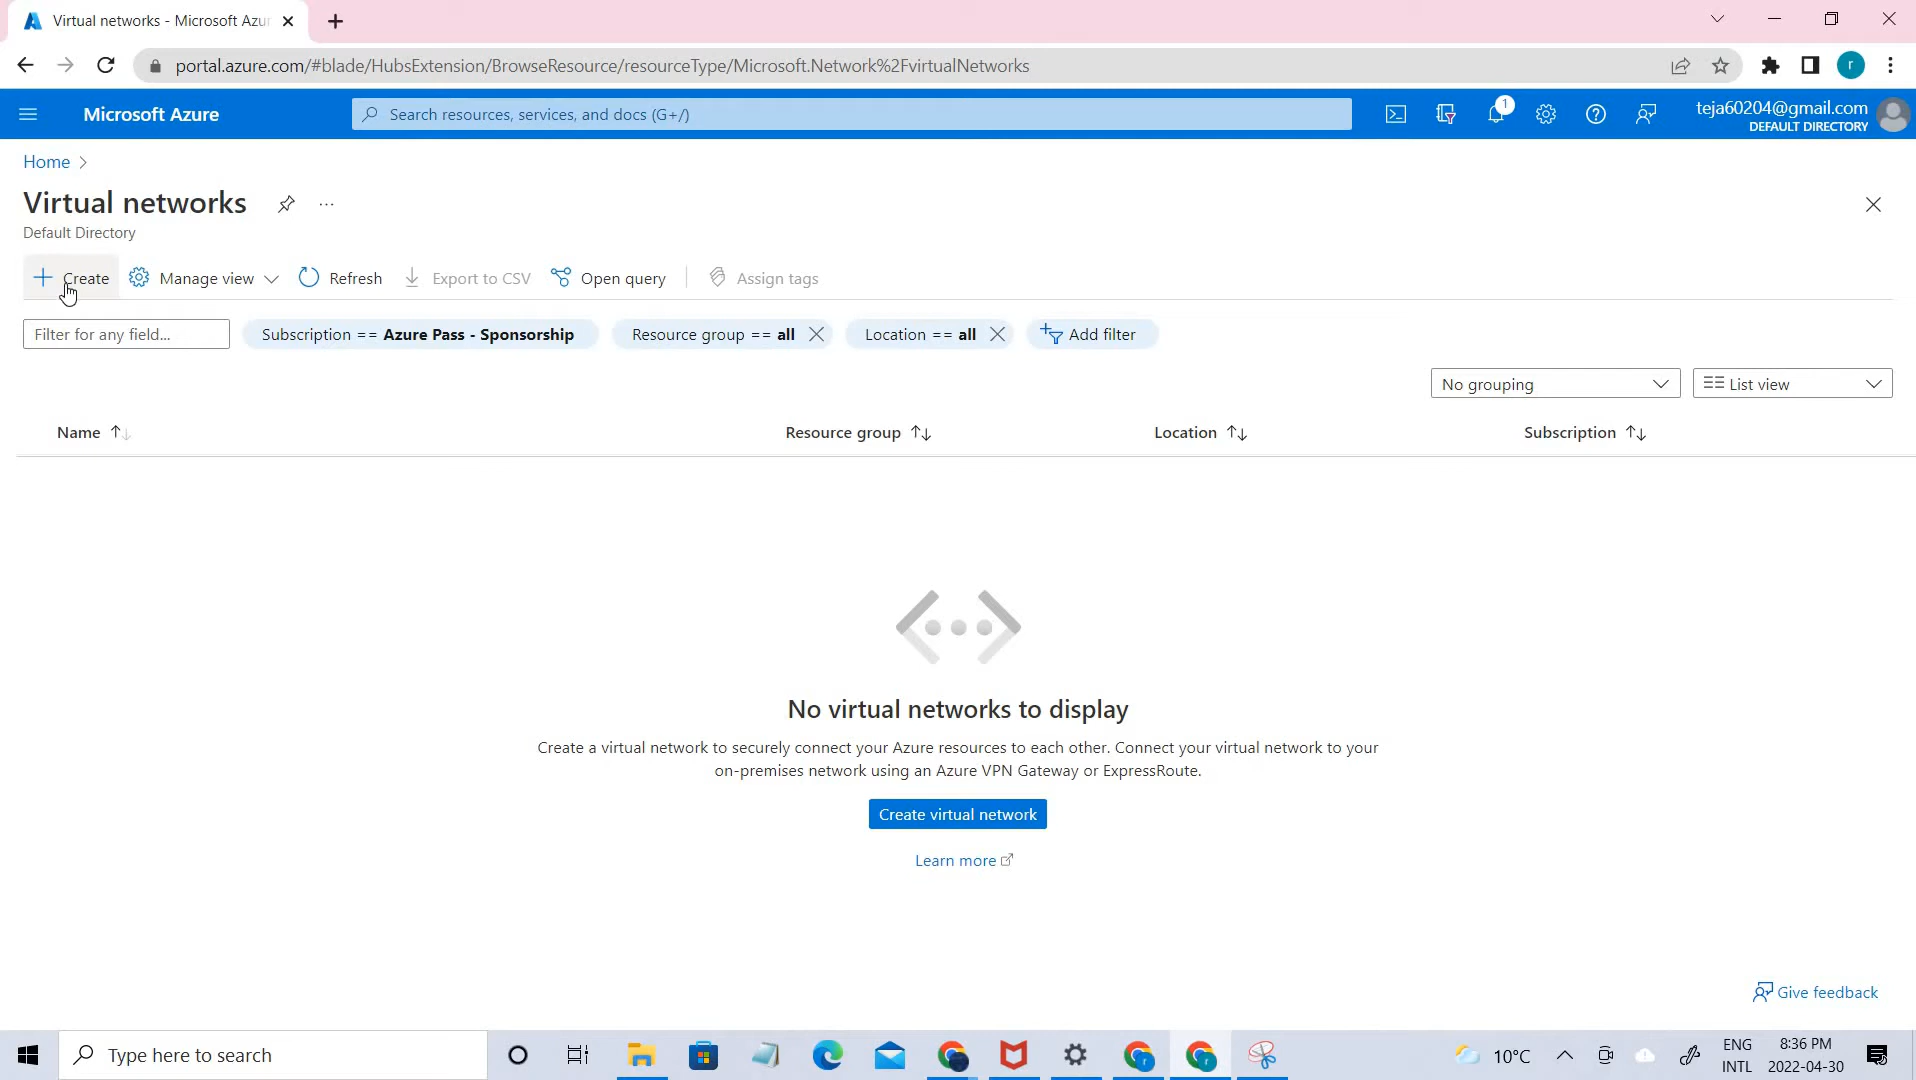 Virtual networks - Microsoft Azur
portal.azure.com/#blade/HubsExtension/BrowseResource/resourceType/Microsoft.Network%2FvirtualNetworks
r
Microsoft Azure
Search resources, services, and docs (G+/)
1
teja60204@gmail.com
DEFAULT DIRECTORY
Home
Virtual networks
Default Directory
Create
Manage view
Refresh
Export to CSV
Open query
Assign tags
Filter for any field...
Subscription == Azure Pass - Sponsorship
Resource group == all
Location == all
Add filter
No grouping
List view
Name
Resource group
Location
Subscription
No virtual networks to display
Create a virtual network to securely connect your Azure resources to each other. Connect your virtual network to your
on-premises network using an Azure VPN Gateway or ExpressRoute.
Create virtual network
Learn more
Give feedback
Type here to search
10°C
ENG
INTL
8:36 PM
2022-04-30